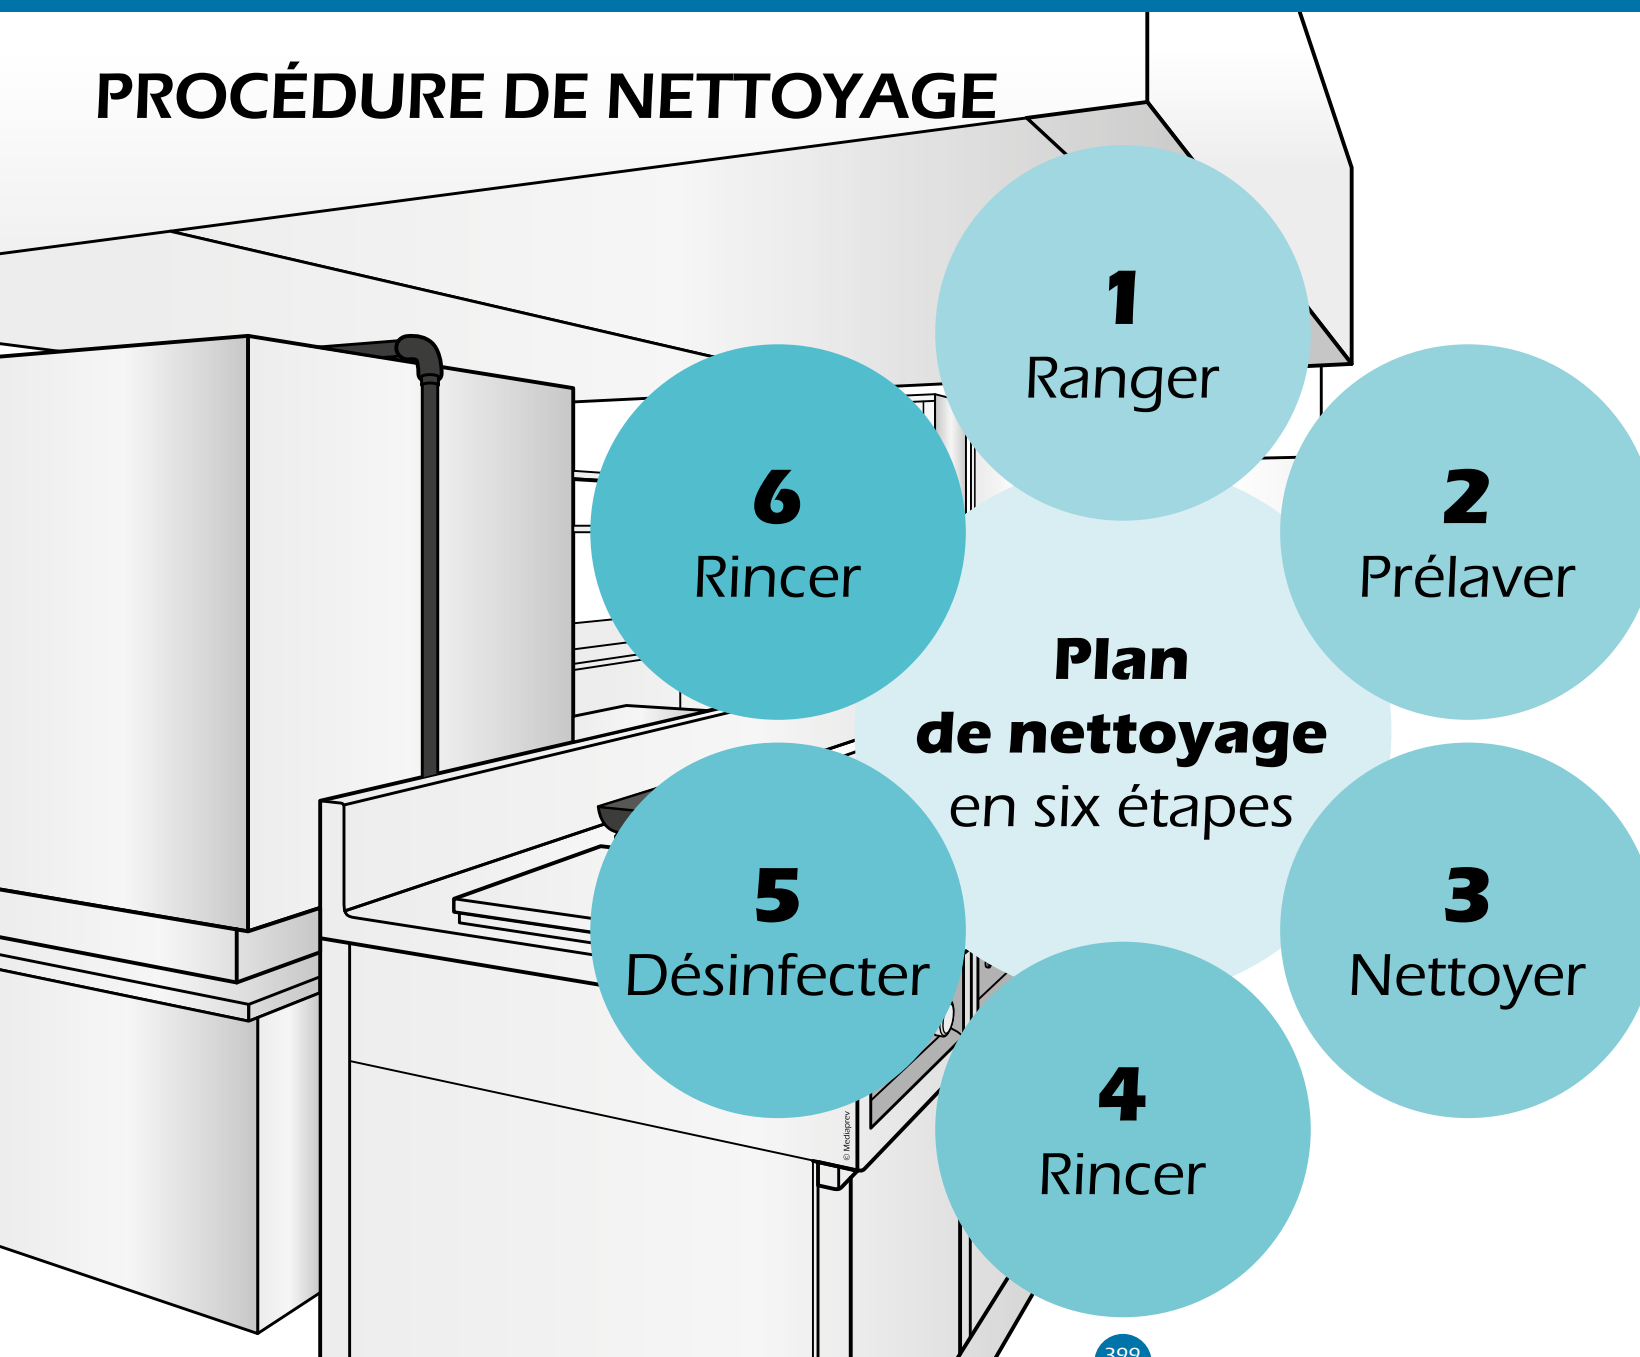 PROCÉDURE DE NETTOYAGE
1
Ranger
2
Prélaver
3
Nettoyer
4
Rincer
5
Désinfecter
6
Rincer
Plan
de nettoyage
en six étapes
© Mediaprev
399